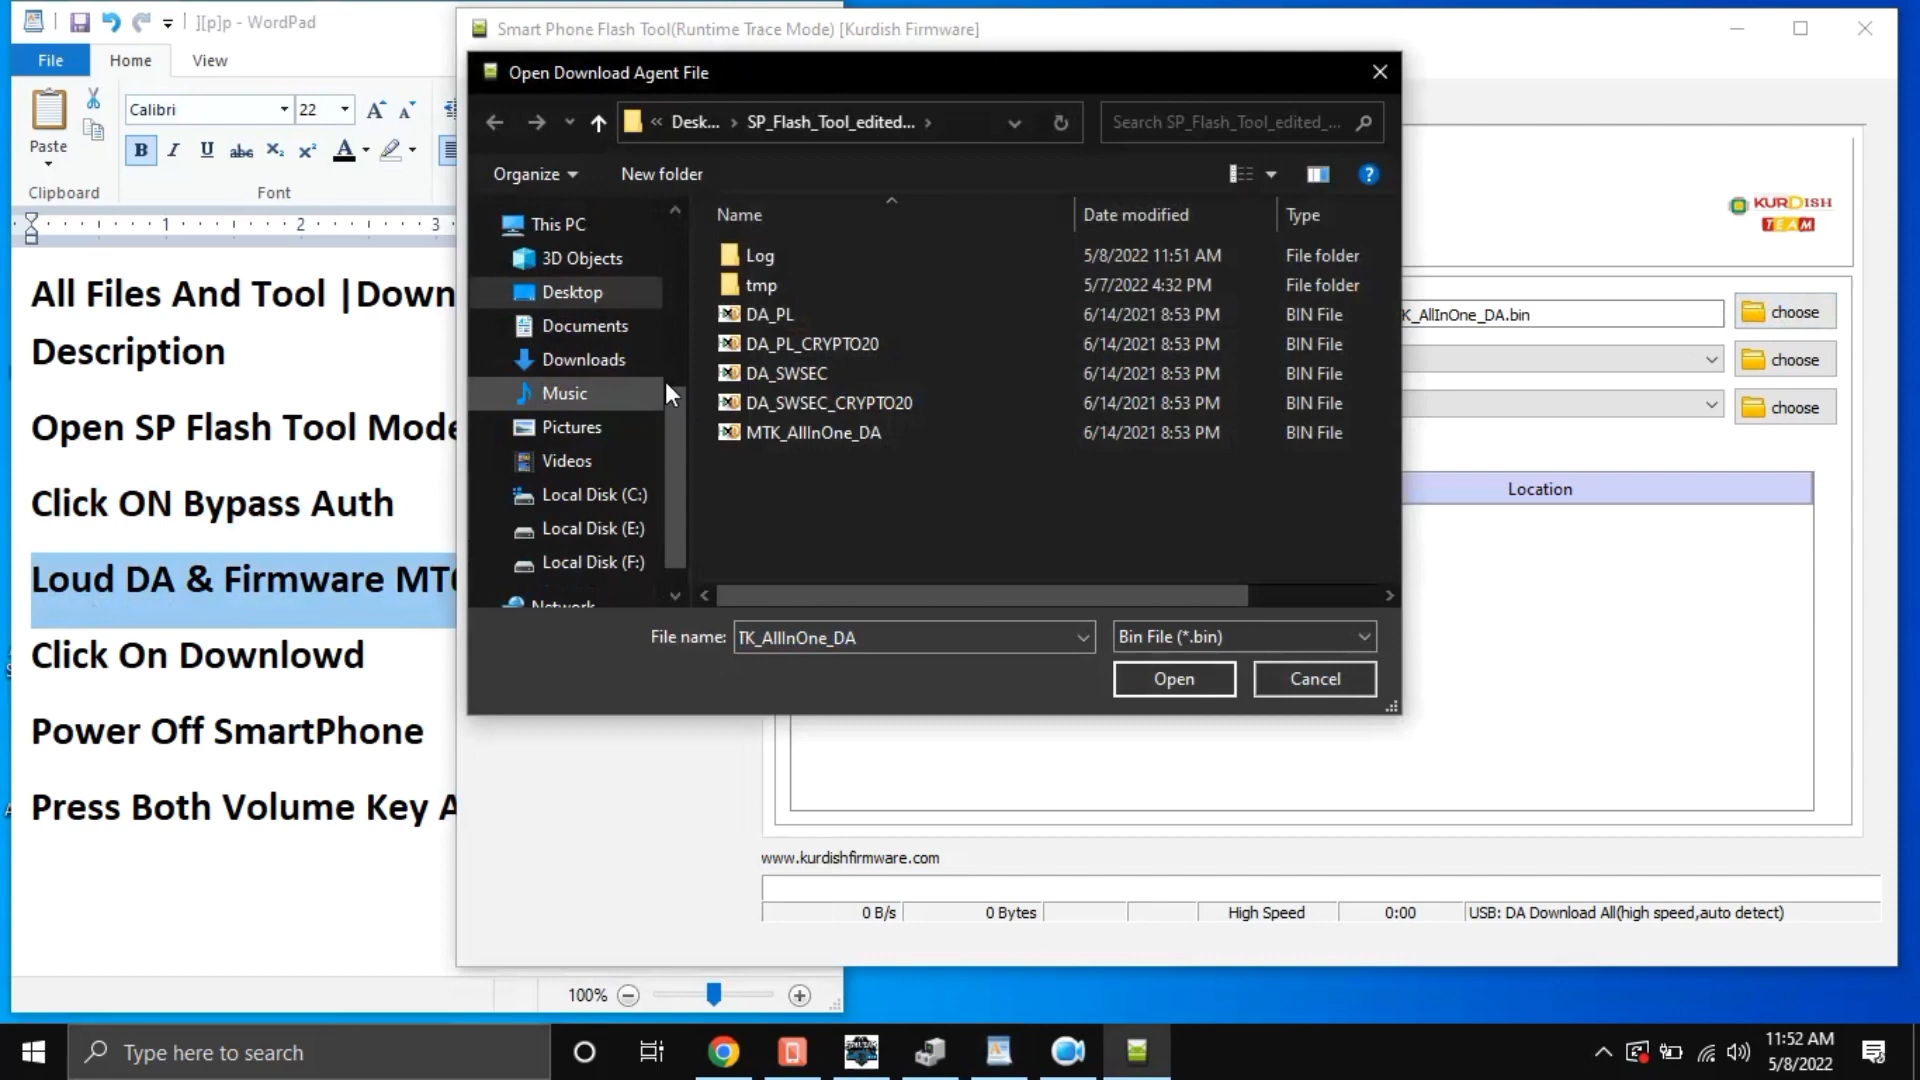 ][p]p - WordPad
File
Home
View
Paste
Clipboard
Calibri
22
B
I
U
abc
X₂
X²
A
Font
1
2
3
All Files And Tool |Down
Description
Open SP Flash Tool Mode
Click ON Bypass Auth
Loud DA & Firmware MT6
Click On Downlowd
Power Off SmartPhone
Press Both Volume Key A
100%
Smart Phone Flash Tool(Runtime Trace Mode) [Kurdish Firmware]
Open Download Agent File
« Desk... › SP_Flash_Tool_edited... ›
Search SP_Flash_Tool_edited_...
Organize
New folder
This PC
3D Objects
Desktop
Documents
Downloads
Music
Pictures
Videos
Local Disk (C:)
Local Disk (E:)
Local Disk (F:)
Network
Name Date modified Type
Log 5/8/2022 11:51 AM File folder
tmp 5/7/2022 4:32 PM File folder
DA_PL 6/14/2021 8:53 PM BIN File
DA_PL_CRYPTO20 6/14/2021 8:53 PM BIN File
DA_SWSEC 6/14/2021 8:53 PM BIN File
DA_SWSEC_CRYPTO20 6/14/2021 8:53 PM BIN File
MTK_AllInOne_DA 6/14/2021 8:53 PM BIN File
File name: TK_AllInOne_DA
Bin File (*.bin)
Open
Cancel
KURDISH
TEAM
K_AllInOne_DA.bin
choose
choose
choose
Location
www.kurdishfirmware.com
0 B/s 0 Bytes High Speed 0:00 USB: DA Download All(high speed,auto detect)
Type here to search
11:52 AM
5/8/2022